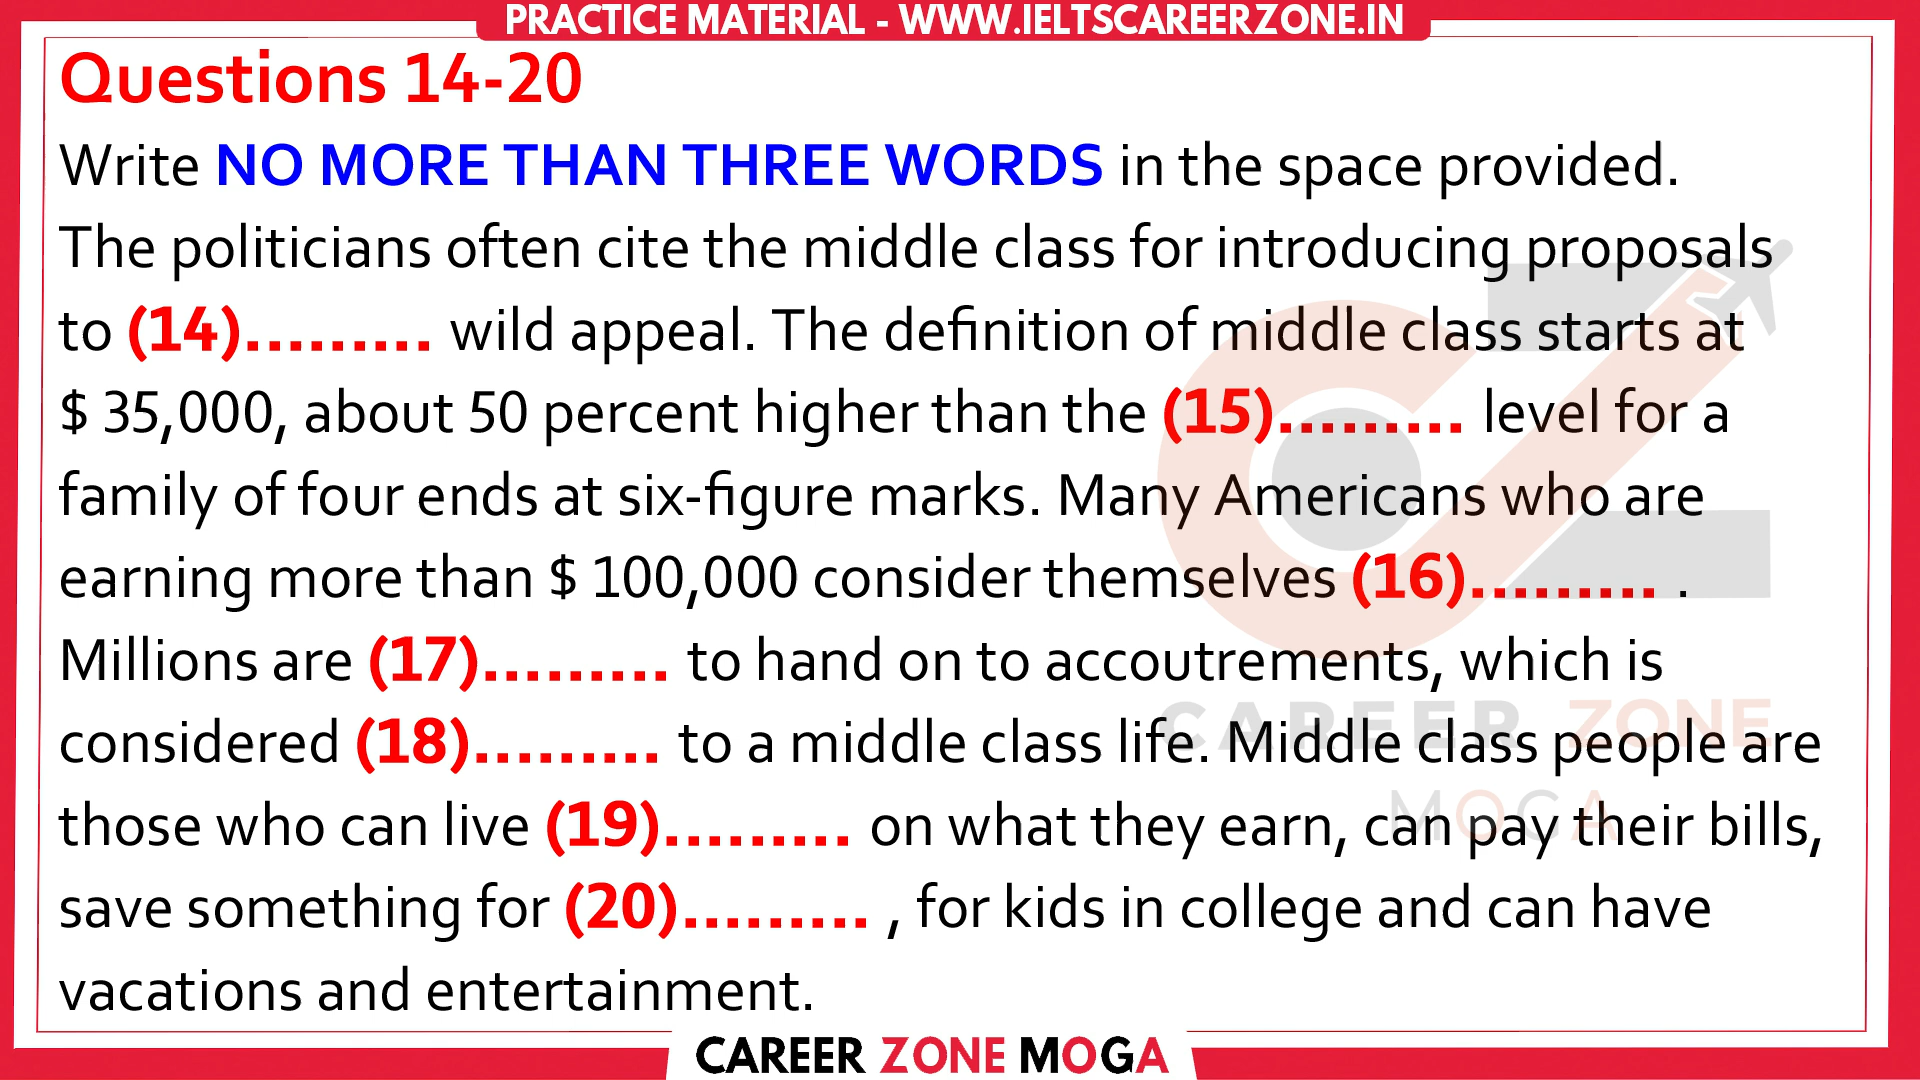 PRACTICE MATERIAL - WWW.IELTSCAREERZONE.IN
Questions 14-20
Write NO MORE THAN THREE WORDS in the space provided.
The politicians often cite the middle class for introducing proposals
to (14)......... wild appeal. The definition of middle class starts at
$ 35,000, about 50 percent higher than the (15)......... level for a
family of four ends at six-figure marks. Many Americans who are
earning more than $ 100,000 consider themselves (16)......... .
Millions are (17)......... to hand on to accoutrements, which is
considered (18)......... to a middle class life. Middle class people are
those who can live (19)......... on what they earn, can pay their bills,
save something for (20)......... , for kids in college and can have
vacations and entertainment.
CAREER ZONE
MOGA
CAREER ZONE MOGA